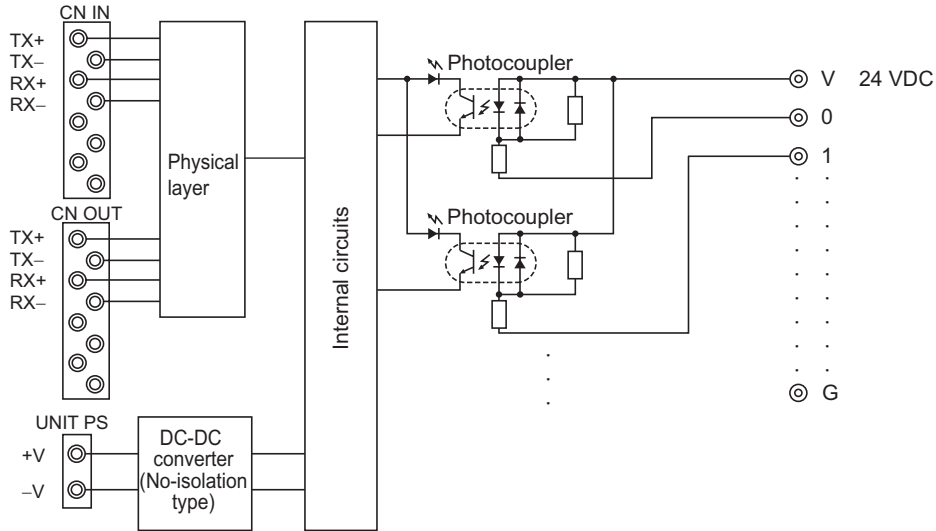 CN IN
TX+
TX−
RX+
RX−
CN OUT
TX+
TX−
RX+
RX−
UNIT PS
+V
−V
Physical
layer
DC-DC
converter
(No-isolation
type)
Internal circuits
Photocoupler
Photocoupler
V 24 VDC
0
1
G